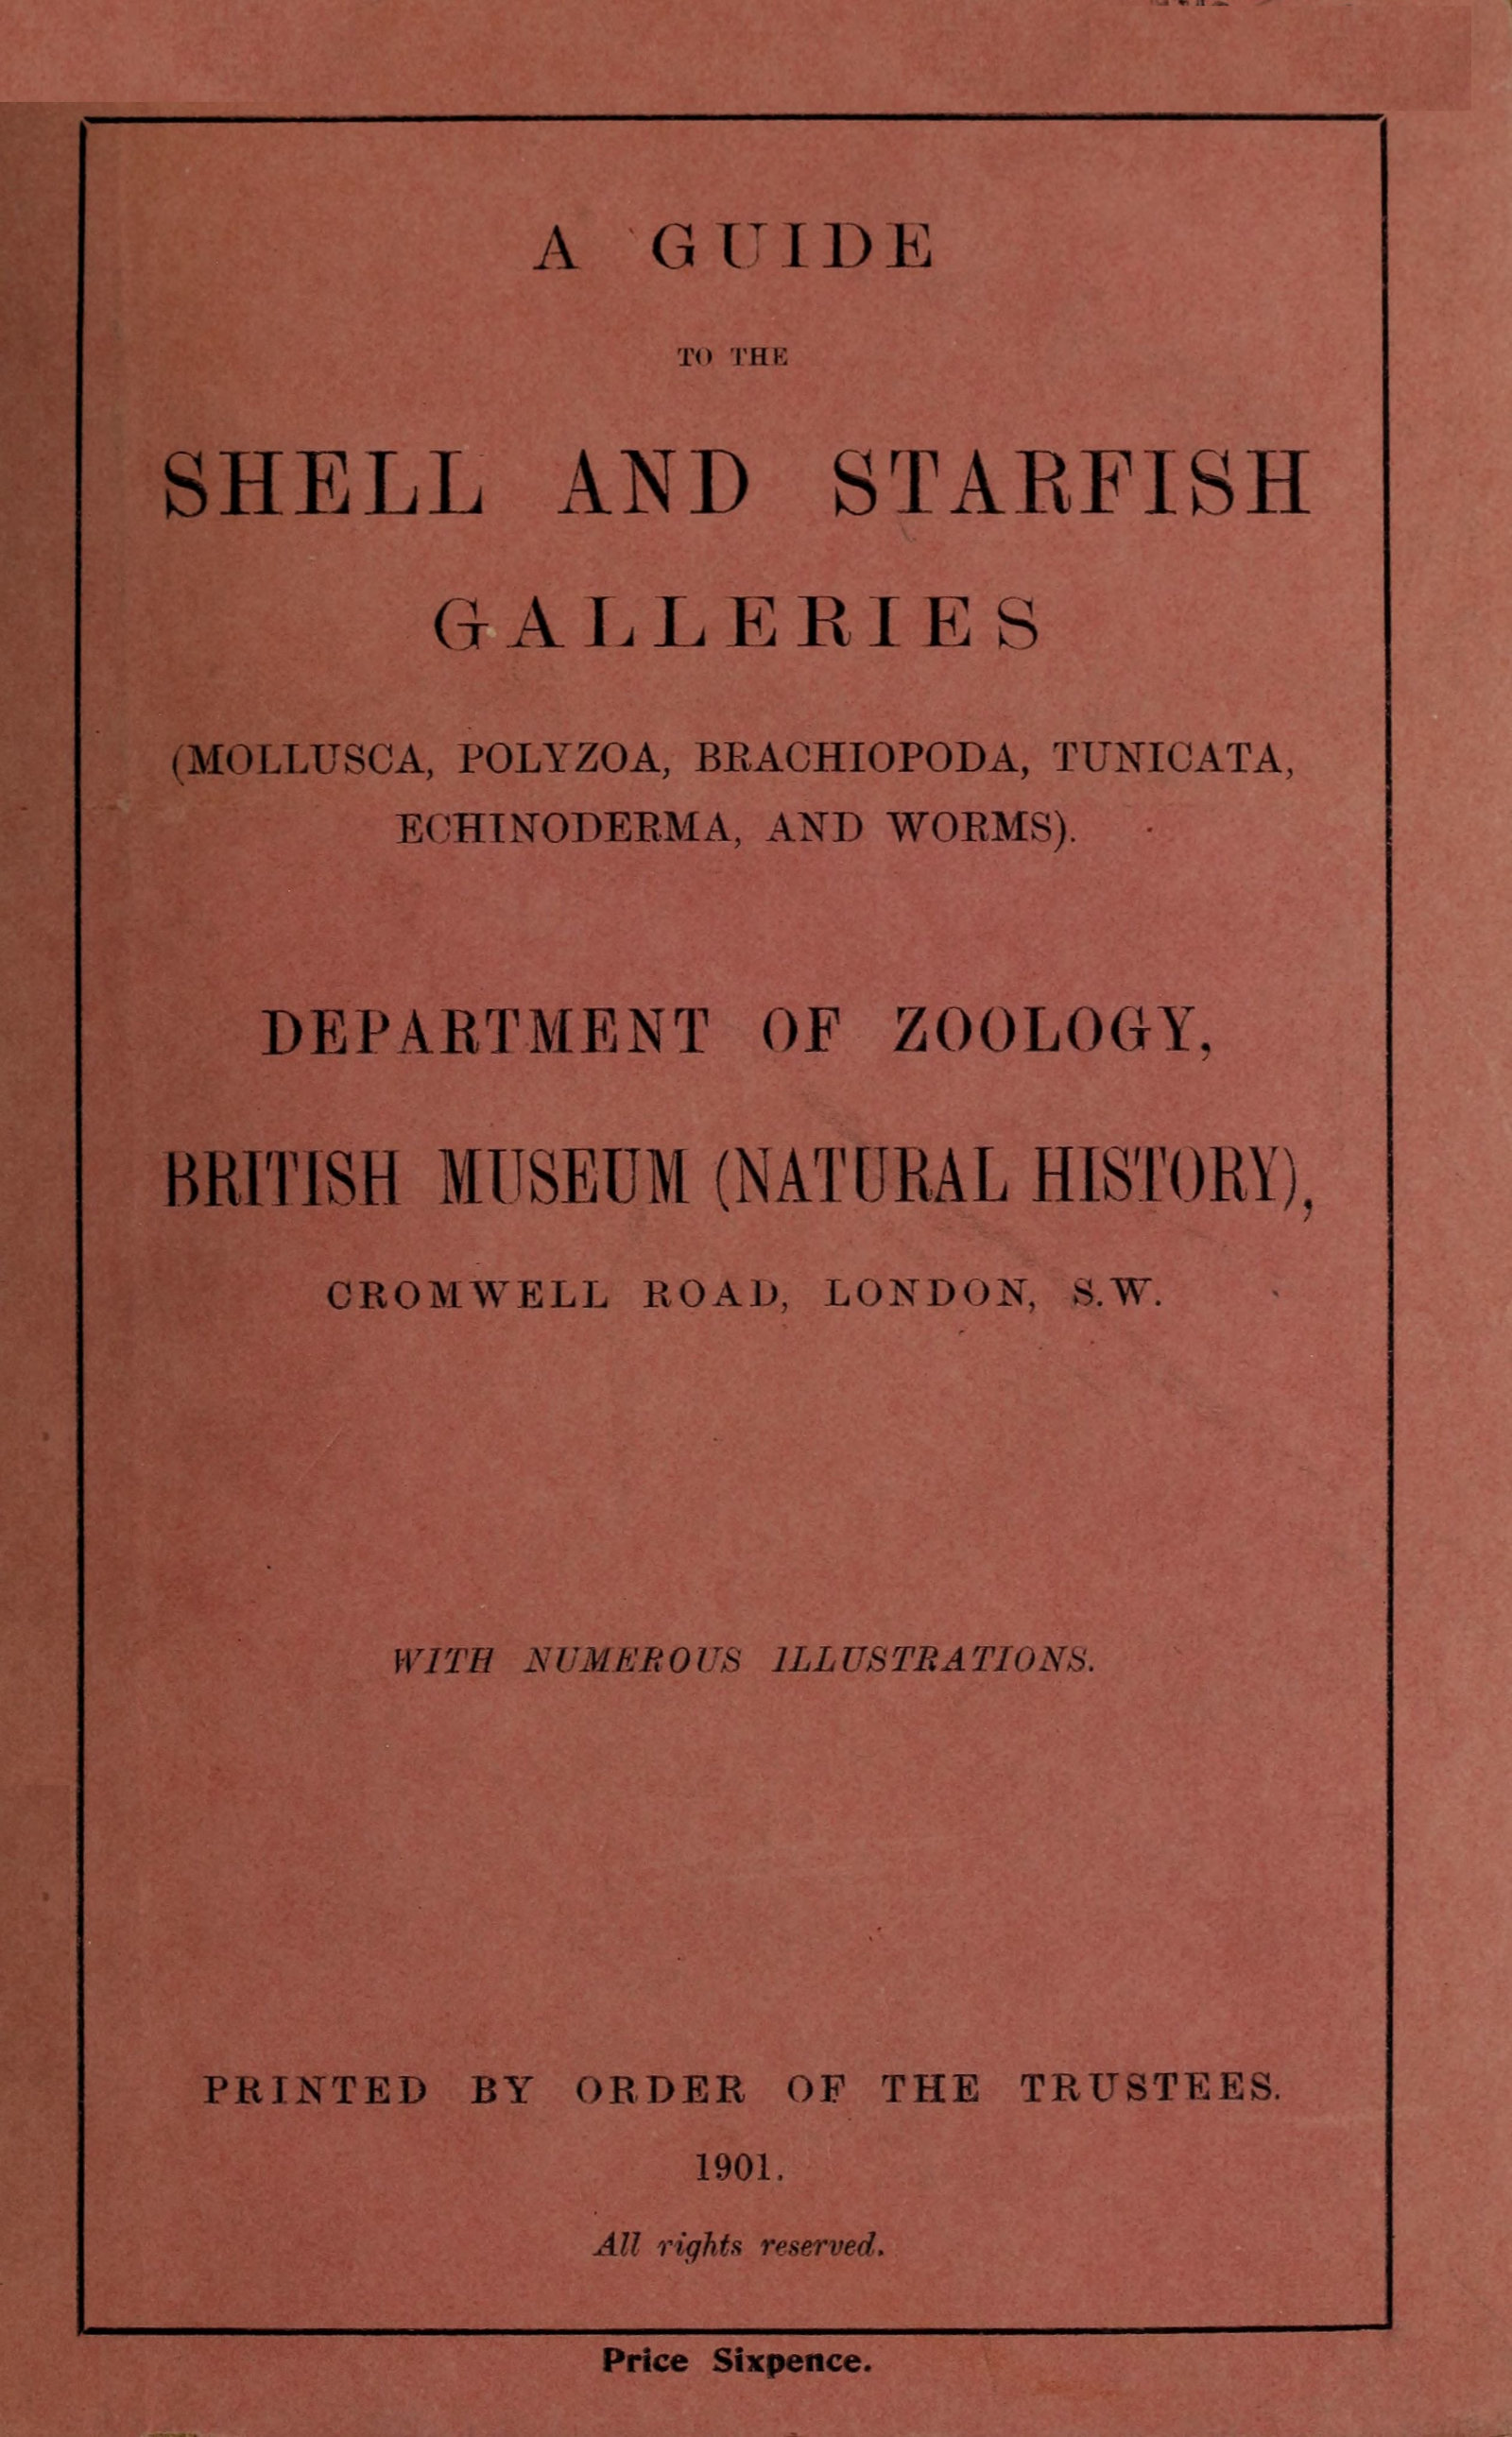 A GUIDE
TO THE
SHELL AND STARFISH
GALLERIES
(MOLLUSCA, POLYZOA, BRACHIOPODA, TUNICATA,
ECHINODERMA, AND WORMS).
DEPARTMENT OF ZOOLOGY,
BRITISH MUSEUM (NATURAL HISTORY),
CROMWELL ROAD, LONDON, S.W.
WITH NUMEROUS ILLUSTRATIONS.
PRINTED BY ORDER OF THE TRUSTEES.
1901.
All rights reserved.
Price Sixpence.